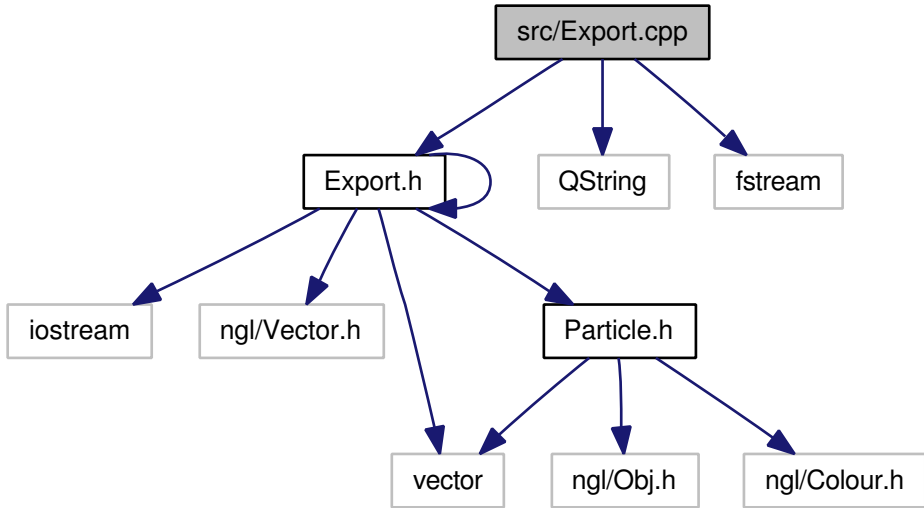 src/Export.cpp
Export.h
QString
fstream
iostream
ngl/Vector.h
Particle.h
vector
ngl/Obj.h
ngl/Colour.h